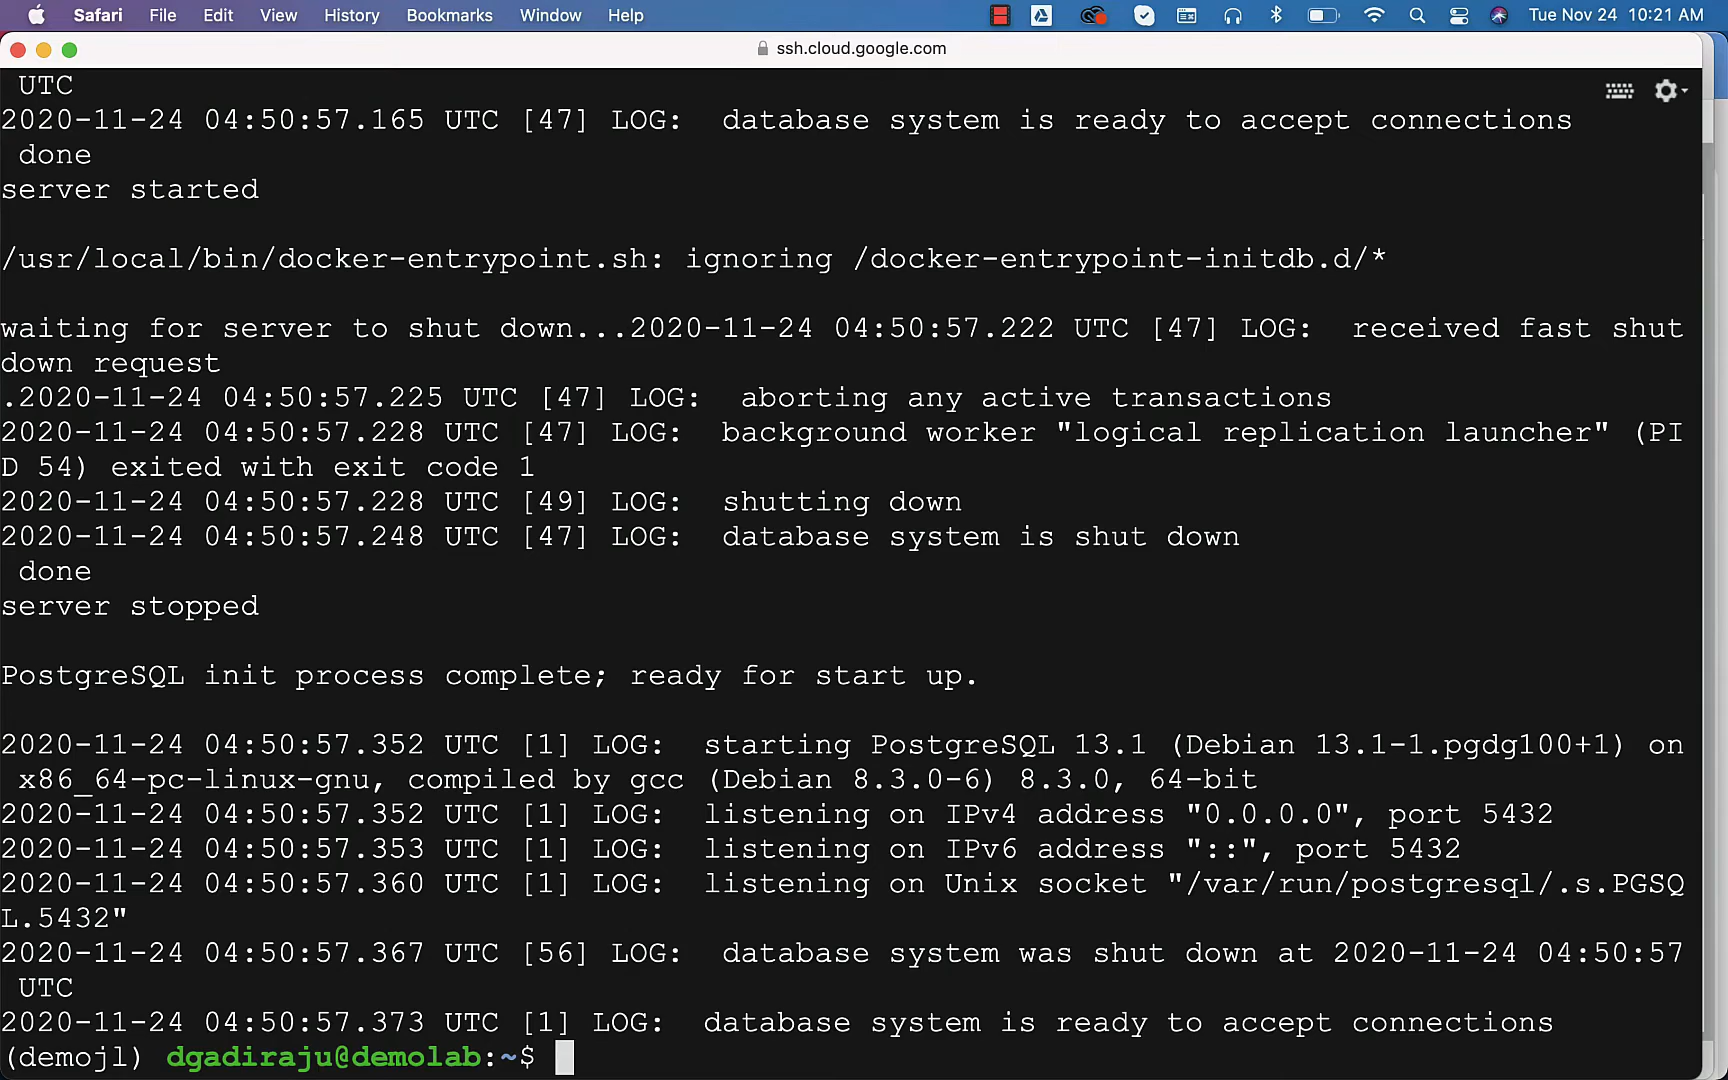 Safari File Edit View History Bookmarks Window Help Tue Nov 24 10:21 AM
ssh.cloud.google.com
UTC
2020-11-24 04:50:57.165 UTC [47] LOG:  database system is ready to accept connections
 done
server started
/usr/local/bin/docker-entrypoint.sh: ignoring /docker-entrypoint-initdb.d/*
waiting for server to shut down...2020-11-24 04:50:57.222 UTC [47] LOG:  received fast shut
down request
.2020-11-24 04:50:57.225 UTC [47] LOG:  aborting any active transactions
2020-11-24 04:50:57.228 UTC [47] LOG:  background worker "logical replication launcher" (PI
D 54) exited with exit code 1
2020-11-24 04:50:57.228 UTC [49] LOG:  shutting down
2020-11-24 04:50:57.248 UTC [47] LOG:  database system is shut down
 done
server stopped
PostgreSQL init process complete; ready for start up.
2020-11-24 04:50:57.352 UTC [1] LOG:  starting PostgreSQL 13.1 (Debian 13.1-1.pgdg100+1) on
 x86_64-pc-linux-gnu, compiled by gcc (Debian 8.3.0-6) 8.3.0, 64-bit
2020-11-24 04:50:57.352 UTC [1] LOG:  listening on IPv4 address "0.0.0.0", port 5432
2020-11-24 04:50:57.353 UTC [1] LOG:  listening on IPv6 address "::", port 5432
2020-11-24 04:50:57.360 UTC [1] LOG:  listening on Unix socket "/var/run/postgresql/.s.PGSQ
L.5432"
2020-11-24 04:50:57.367 UTC [56] LOG:  database system was shut down at 2020-11-24 04:50:57
 UTC
2020-11-24 04:50:57.373 UTC [1] LOG:  database system is ready to accept connections
(demojl) dgadiraju@demolab:~$